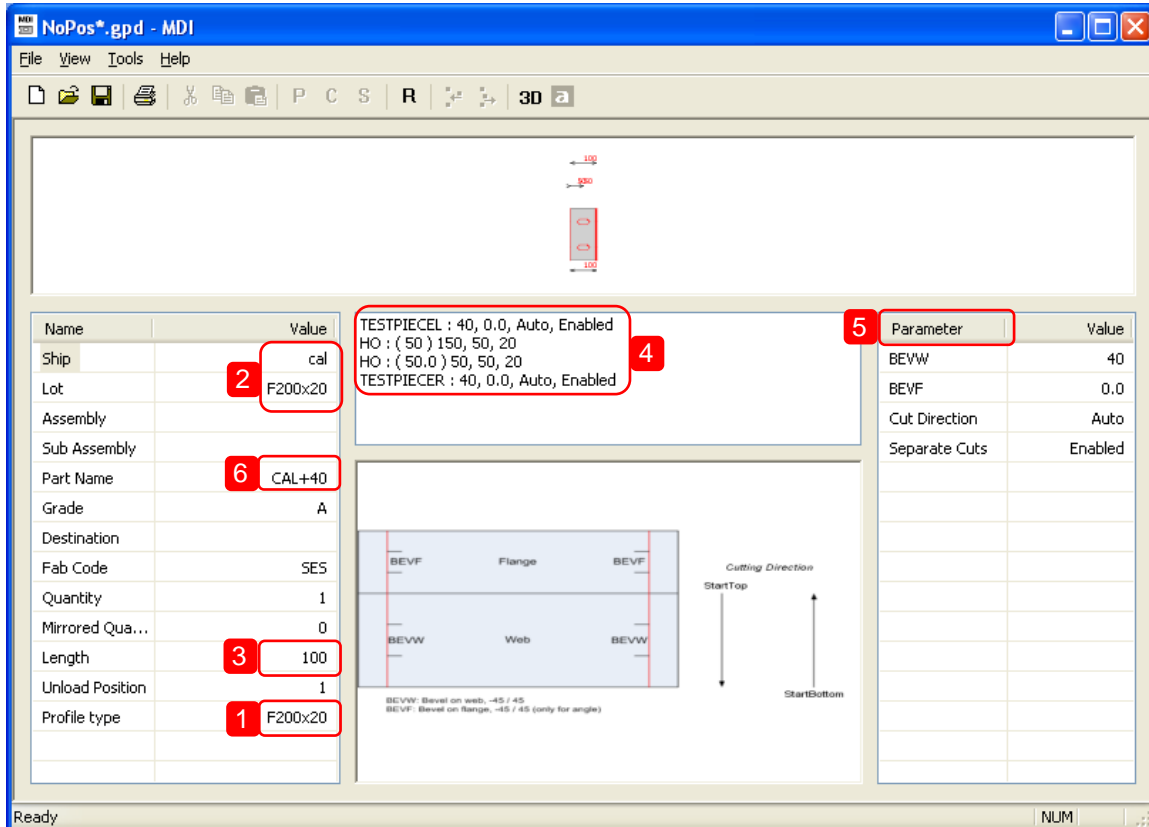 MDI
NoPos*.gpd - MDI
File View Tools Help
P C S R 3D a
100
100
Name Value
Ship cal
2
Lot F200x20
Assembly
Sub Assembly
Part Name 6 CAL+40
Grade A
Destination
Fab Code SES
Quantity 1
Mirrored Qua... 0
Length 3 100
Unload Position 1
Profile type 1 F200x20
TESTPIECEL : 40, 0.0, Auto, Enabled
HO : ( 50 ) 150, 50, 20
4
HO : ( 50.0 ) 50, 50, 20
TESTPIECER : 40, 0.0, Auto, Enabled
BEVF Flange BEVF
Cutting Direction
StartTop
BEVW Web BEVW
StartBottom
BEVW: Bevel on web, -45 / 45
BEVF: Bevel on flange, -45 / 45 (only for angle)
5 Parameter Value
BEVW 40
BEVF 0.0
Cut Direction Auto
Separate Cuts Enabled
Ready NUM